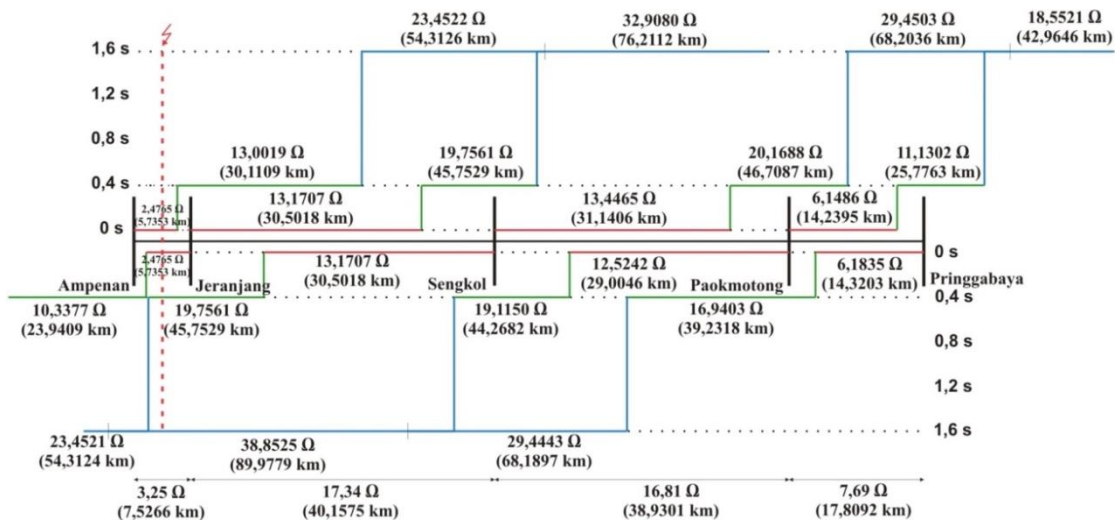 23,4522 Ω
(54,3126 km)
32,9080 Ω
(76,2112 km)
29,4503 Ω
(68,2036 km)
18,5521 Ω
(42,9646 km)
1,6 s
1,2 s
0,8 s
0,4 s
0 s
13,0019 Ω
(30,1109 km)
19,7561 Ω
(45,7529 km)
20,1688 Ω
(46,7087 km)
11,1302 Ω
(25,7763 km)
2,4765 Ω
(5,7353 km)
13,1707 Ω
(30,5018 km)
13,4465 Ω
(31,1406 km)
6,1486 Ω
(14,2395 km)
2,4765 Ω
(5,7353 km)
13,1707 Ω
(30,5018 km)
12,5242 Ω
(29,0046 km)
6,1835 Ω
(14,3203 km)
0 s
Ampenan
Jeranjang
Sengkol
Paokmotong
Pringgabaya
10,3377 Ω
(23,9409 km)
19,7561 Ω
(45,7529 km)
19,1150 Ω
(44,2682 km)
16,9403 Ω
(39,2318 km)
0,4 s
0,8 s
1,2 s
1,6 s
23,4521 Ω
(54,3124 km)
38,8525 Ω
(89,9779 km)
29,4443 Ω
(68,1897 km)
3,25 Ω
(7,5266 km)
17,34 Ω
(40,1575 km)
16,81 Ω
(38,9301 km)
7,69 Ω
(17,8092 km)